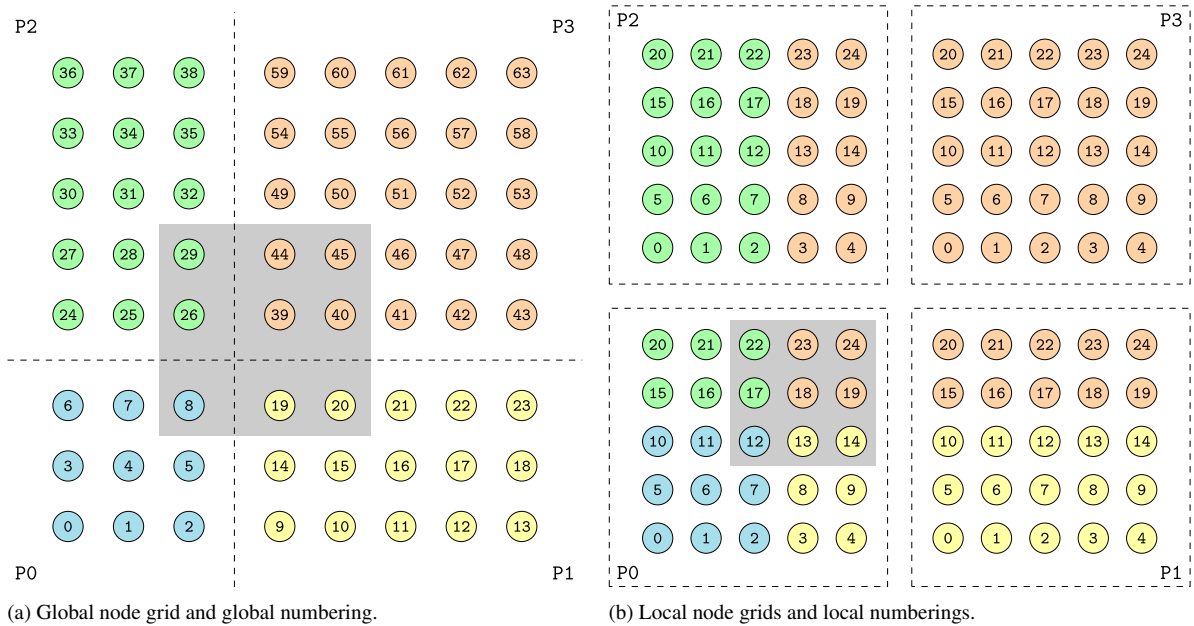 P2 P3
36 37 38 59 60 61 62 63
33 34 35 54 55 56 57 58
30 31 32 49 50 51 52 53
27 28 29 44 45 46 47 48
24 25 26 39 40 41 42 43
6 7 8 19 20 21 22 23
3 4 5 14 15 16 17 18
0 1 2 9 10 11 12 13
P0 P1
(a) Global node grid and global numbering.
P2
20 21 22 23 24
15 16 17 18 19
10 11 12 13 14
5 6 7 8 9
0 1 2 3 4
P3
20 21 22 23 24
15 16 17 18 19
10 11 12 13 14
5 6 7 8 9
0 1 2 3 4
20 21 22 23 24
15 16 17 18 19
10 11 12 13 14
5 6 7 8 9
0 1 2 3 4
P0
20 21 22 23 24
15 16 17 18 19
10 11 12 13 14
5 6 7 8 9
0 1 2 3 4
P1
(b) Local node grids and local numberings.